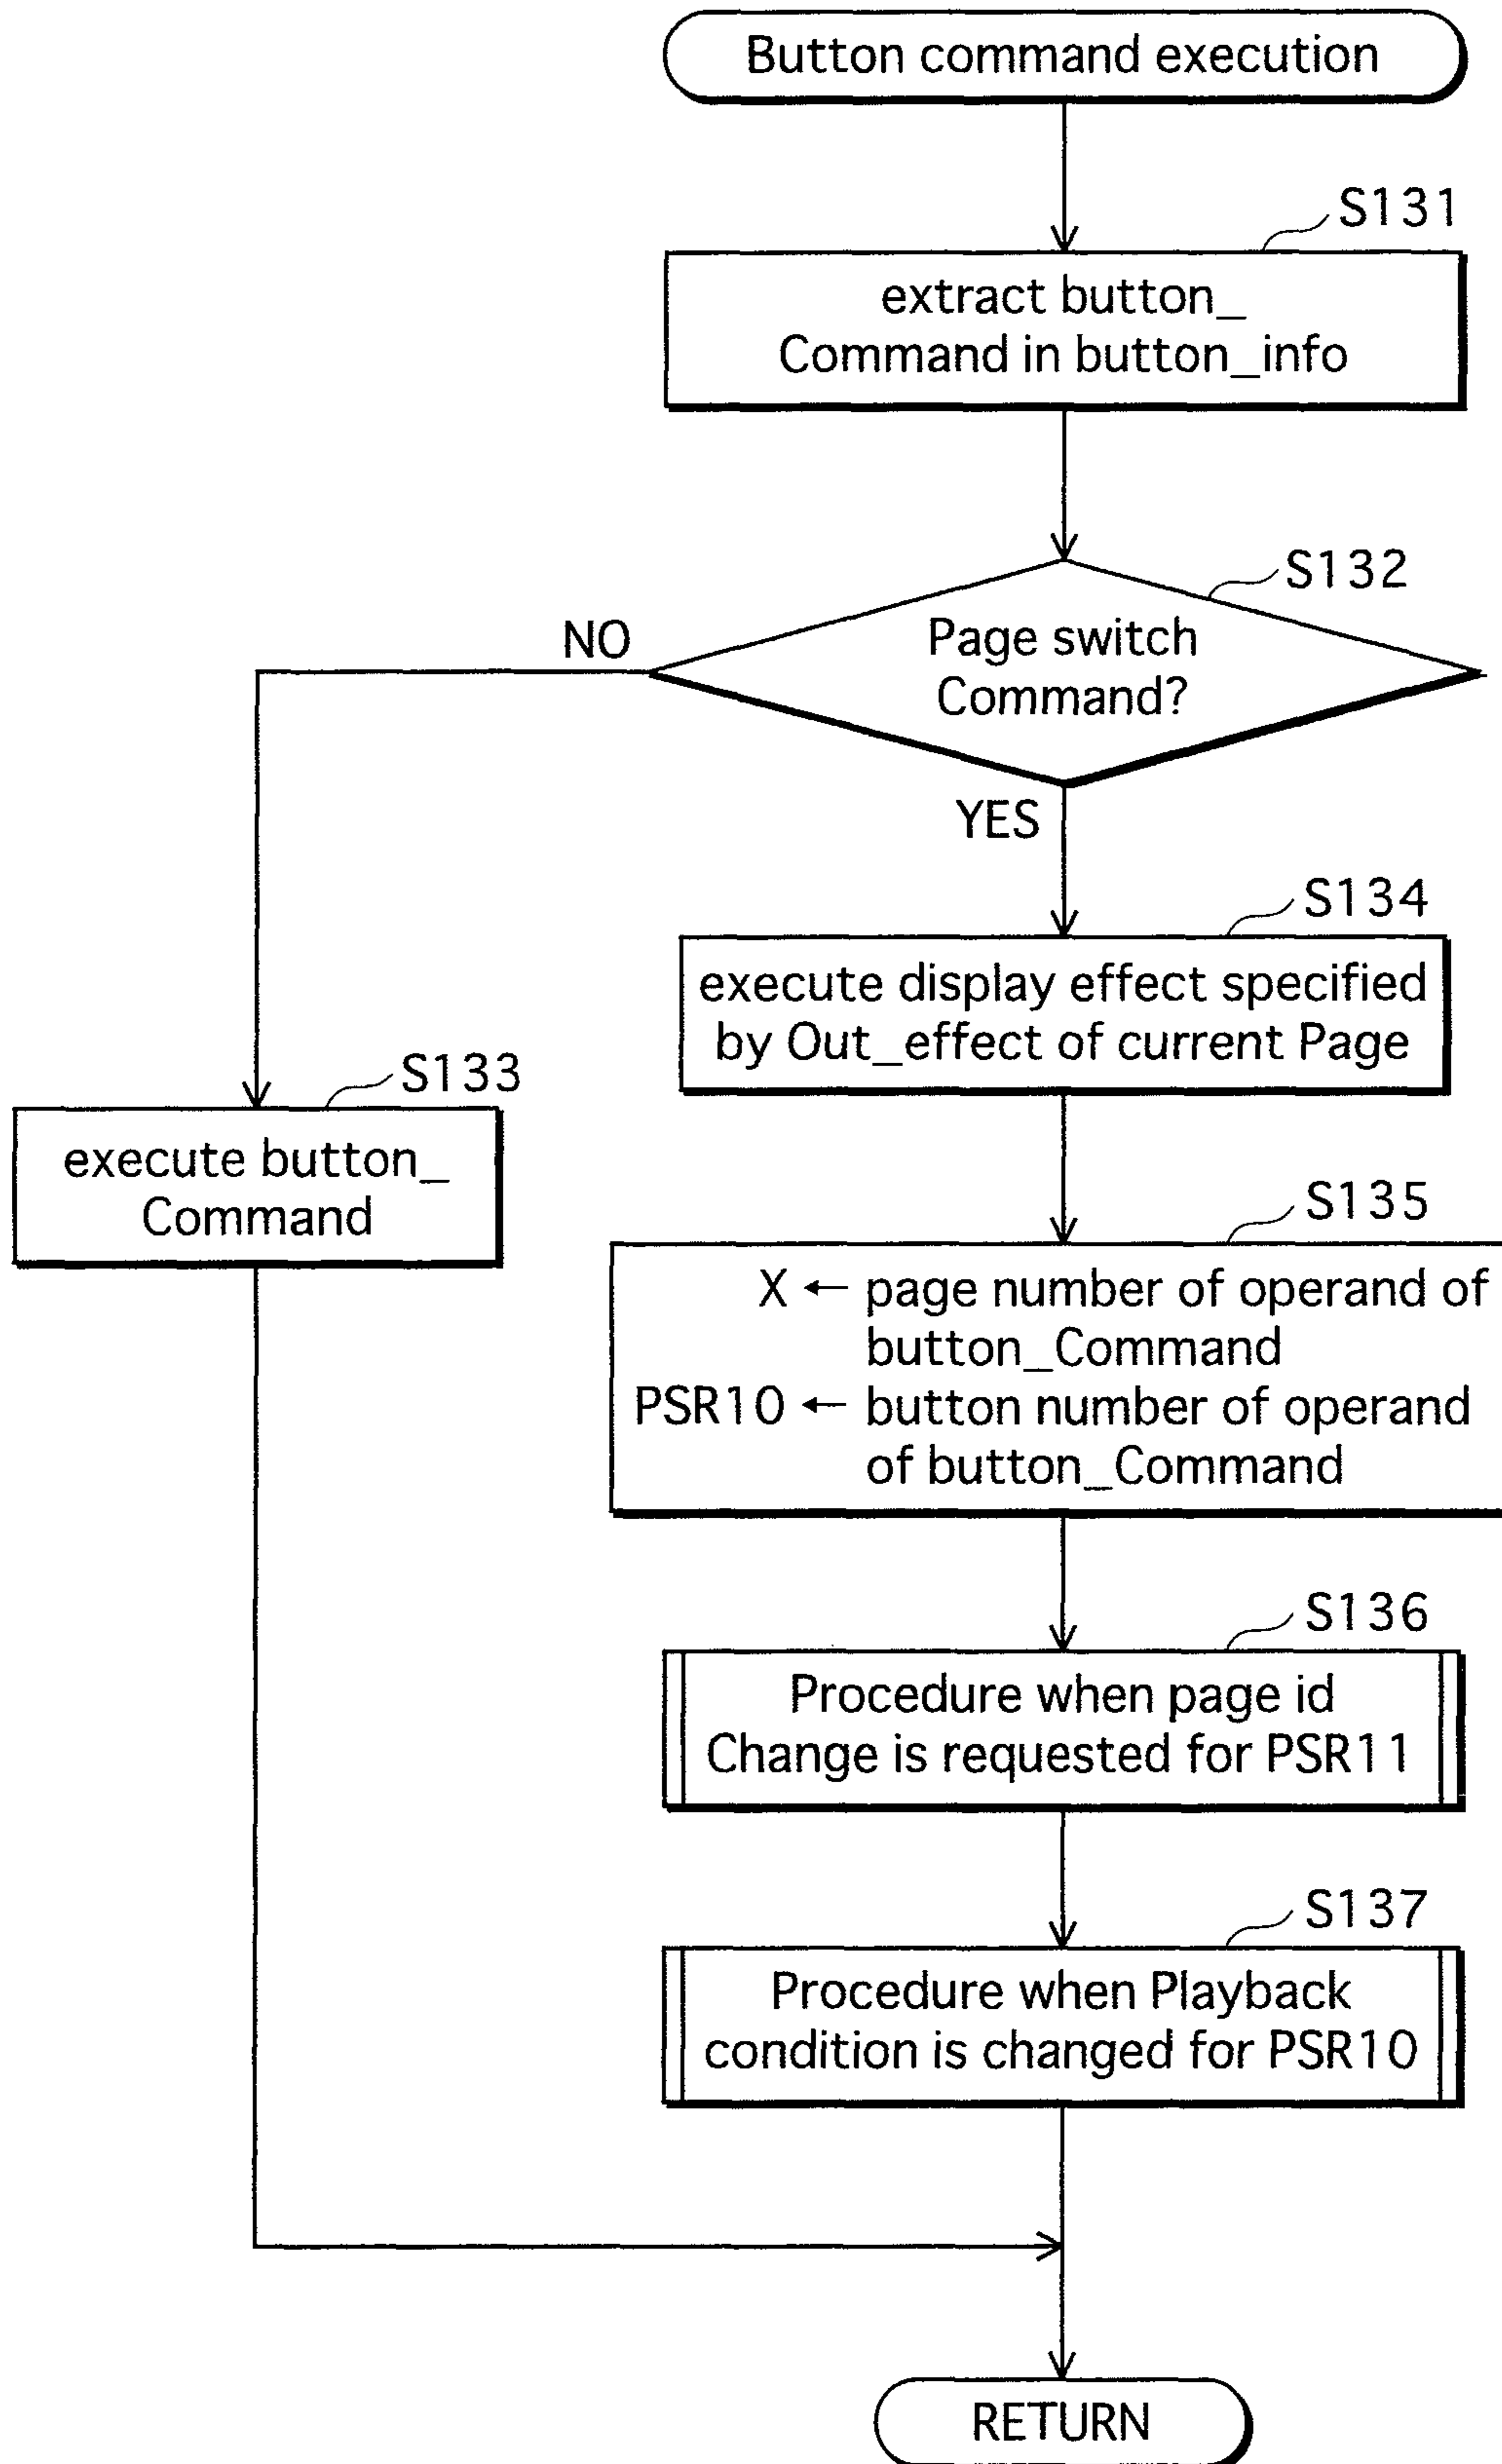 Button command execution
S131
extract button_
Command in button_info
S132
Page switch
Command?
NO
YES
S134
execute display effect specified
by Out_effect of current Page
S133
execute button_
Command
S135
X ← page number of operand of
button_Command
PSR10 ← button number of operand
of button_Command
S136
Procedure when page id
Change is requested for PSR11
S137
Procedure when Playback
condition is changed for PSR10
RETURN